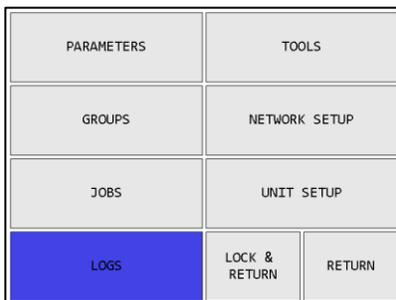 PARAMETERS
TOOLS
GROUPS
NETWORK SETUP
JOBS
UNIT SETUP
LOGS
LOCK &
RETURN
RETURN